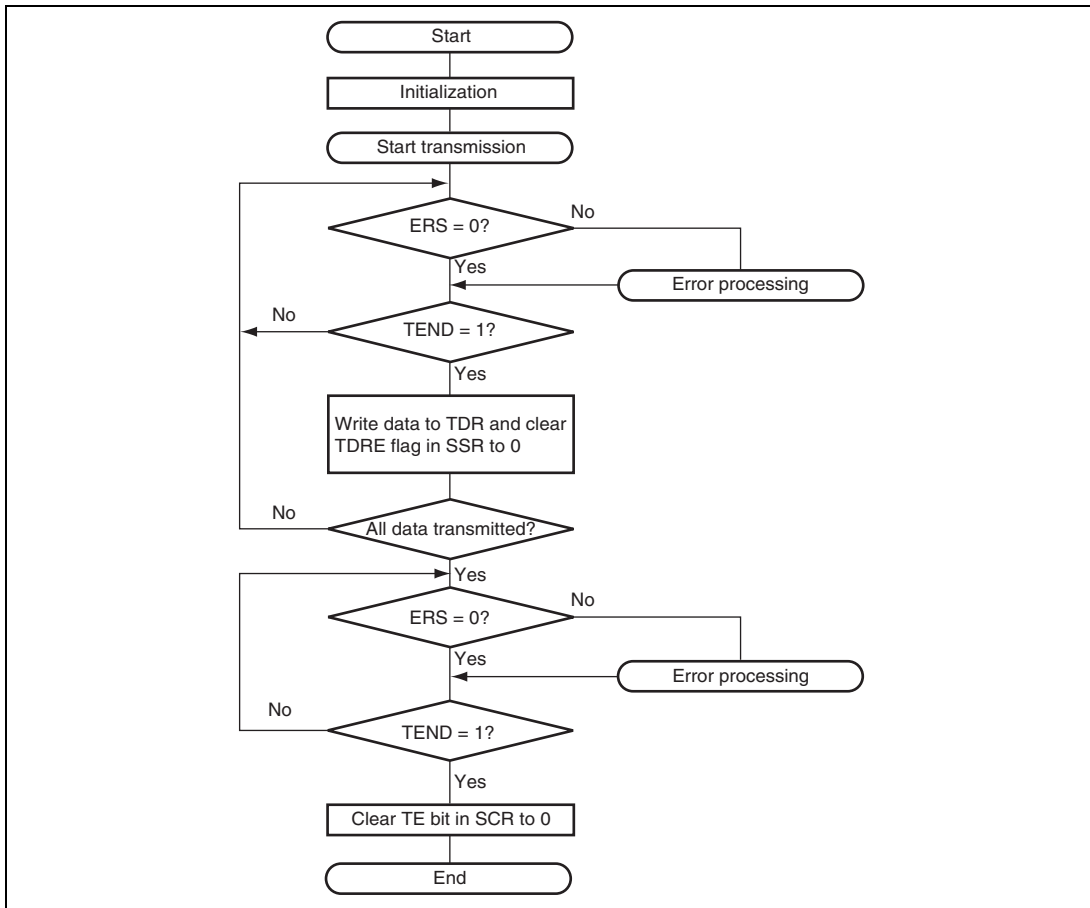 Start
Initialization
Start transmission
ERS = 0?
No
Yes
Error processing
No
TEND = 1?
Yes
Write data to TDR and clear
TDRE flag in SSR to 0
No
All data transmitted?
Yes
ERS = 0?
No
Yes
Error processing
No
TEND = 1?
Yes
Clear TE bit in SCR to 0
End